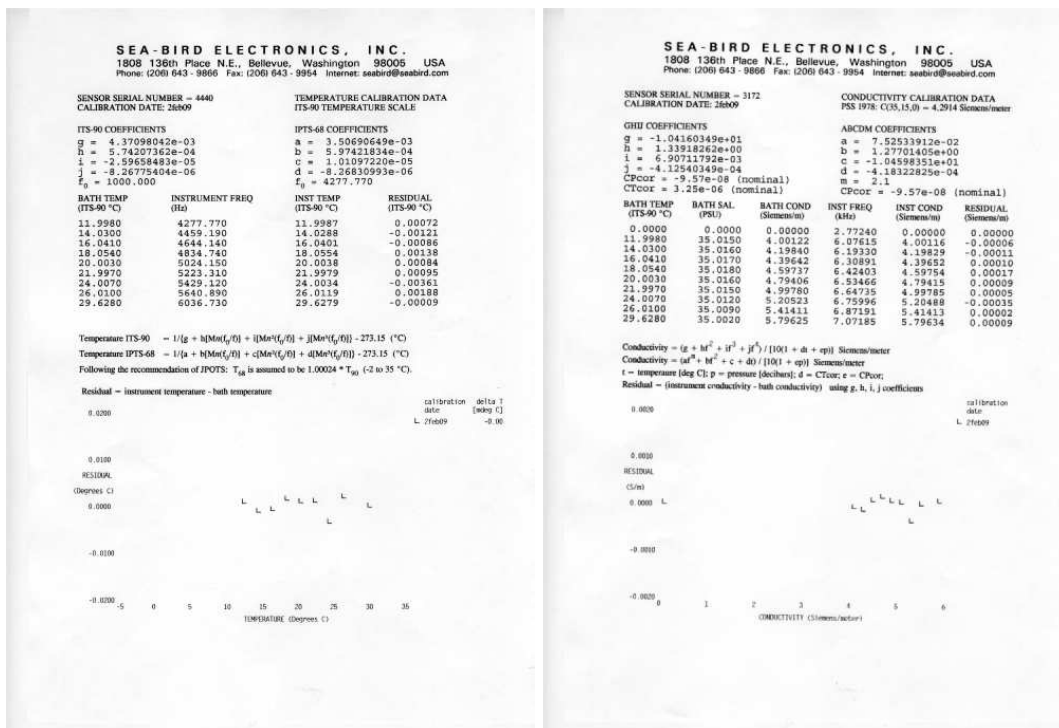 SEA-BIRD ELECTRONICS, INC.
1808 136th Place N.E., Bellevue, Washington 98005 USA
Phone: (206) 643 - 9866 Fax: (206) 643 - 9954 Internet: seabird@seabird.com
SENSOR SERIAL NUMBER = 4440
CALIBRATION DATE: 2feb09
TEMPERATURE CALIBRATION DATA
ITS-90 TEMPERATURE SCALE
ITS-90 COEFFICIENTS
g = 4.37098042e-03
h = 5.74207362e-04
i = -2.59658483e-05
j = -8.26775406e-06
f0 = 1000.000
IPTS-68 COEFFICIENTS
a = 3.50690649e-03
b = 5.97421834e-04
c = 1.01097220e-05
d = -8.26830993e-06
f0 = 4277.770
BATH TEMP INSTRUMENT FREQ INST TEMP RESIDUAL
(ITS-90 °C) (Hz) (ITS-90 °C) (ITS-90 °C)
11.9980 4277.770 11.9987 0.00072
14.0300 4459.190 14.0288 -0.00121
16.0410 4644.140 16.0401 -0.00086
18.0540 4834.740 18.0554 0.00138
20.0030 5024.150 20.0038 0.00084
21.9970 5223.310 21.9979 0.00095
24.0070 5429.120 24.0034 -0.00361
26.0100 5640.890 26.0119 0.00188
29.6280 6036.730 29.6279 -0.00009
Temperature ITS-90 = 1/{g + h[ln(f0/f)] + i[ln²(f0/f)] + j[ln³(f0/f)]} - 273.15 (°C)
Temperature IPTS-68 = 1/{a + b[ln(f0/f)] + c[ln²(f0/f)] + d[ln³(f0/f)]} - 273.15 (°C)
Following the recommendation of JPOTS: T68 is assumed to be 1.00024 * T90 (-2 to 35 °C).
Residual = instrument temperature - bath temperature
calibration delta T
date [mdeg C]
L 2feb09 -0.00
0.0200
0.0100
RESIDUAL
(Degrees C)
0.0000
-0.0100
-0.0200
-5 0 5 10 15 20 25 30 35
TEMPERATURE (Degrees C)
SEA-BIRD ELECTRONICS, INC.
1808 136th Place N.E., Bellevue, Washington 98005 USA
Phone: (206) 643 - 9866 Fax: (206) 643 - 9954 Internet: seabird@seabird.com
SENSOR SERIAL NUMBER = 3172
CALIBRATION DATE: 2feb09
CONDUCTIVITY CALIBRATION DATA
PSS 1978: C(35,15,0) = 4.2914 Siemens/meter
GHIJ COEFFICIENTS
g = -1.04160349e+01
h = 1.33918262e+00
i = 6.90711792e-03
j = -4.12540349e-04
CPcor = -9.57e-08 (nominal)
CTcor = 3.25e-06 (nominal)
ABCDM COEFFICIENTS
a = 7.52533912e-02
b = 1.27701405e+00
c = -1.04598351e+01
d = -4.18322825e-04
m = 2.1
CPcor = -9.57e-08 (nominal)
BATH TEMP BATH SAL BATH COND INST FREQ INST COND RESIDUAL
(ITS-90 °C) (PSU) (Siemens/m) (kHz) (Siemens/m) (Siemens/m)
0.0000 0.0000 0.00000 2.77240 0.00000 0.00000
11.9980 35.0150 4.00122 6.07615 4.00116 -0.00006
14.0300 35.0160 4.19840 6.19330 4.19829 -0.00011
16.0410 35.0170 4.39642 6.30891 4.39652 0.00010
18.0540 35.0180 4.59737 6.42403 4.59754 0.00017
20.0030 35.0160 4.79406 6.53466 4.79415 0.00009
21.9970 35.0150 4.99780 6.64735 4.99785 0.00005
24.0070 35.0120 5.20523 6.75996 5.20488 -0.00035
26.0100 35.0090 5.41411 6.87191 5.41413 0.00002
29.6280 35.0020 5.79625 7.07185 5.79634 0.00009
Conductivity = (g + hf² + if³ + jf⁴) / [10(1 + dt + ep)] Siemens/meter
Conductivity = (afᵐ + bf² + c + dt) / [10(1 + ep)] Siemens/meter
t = temperature [deg C]; p = pressure [decibars]; d = CTcor; e = CPcor;
Residual = (instrument conductivity - bath conductivity) using g, h, i, j coefficients
calibration
date
L 2feb09
0.0020
0.0010
RESIDUAL
(S/m)
0.0000
-0.0010
-0.0020
0 1 2 3 4 5 6
CONDUCTIVITY (Siemens/meter)